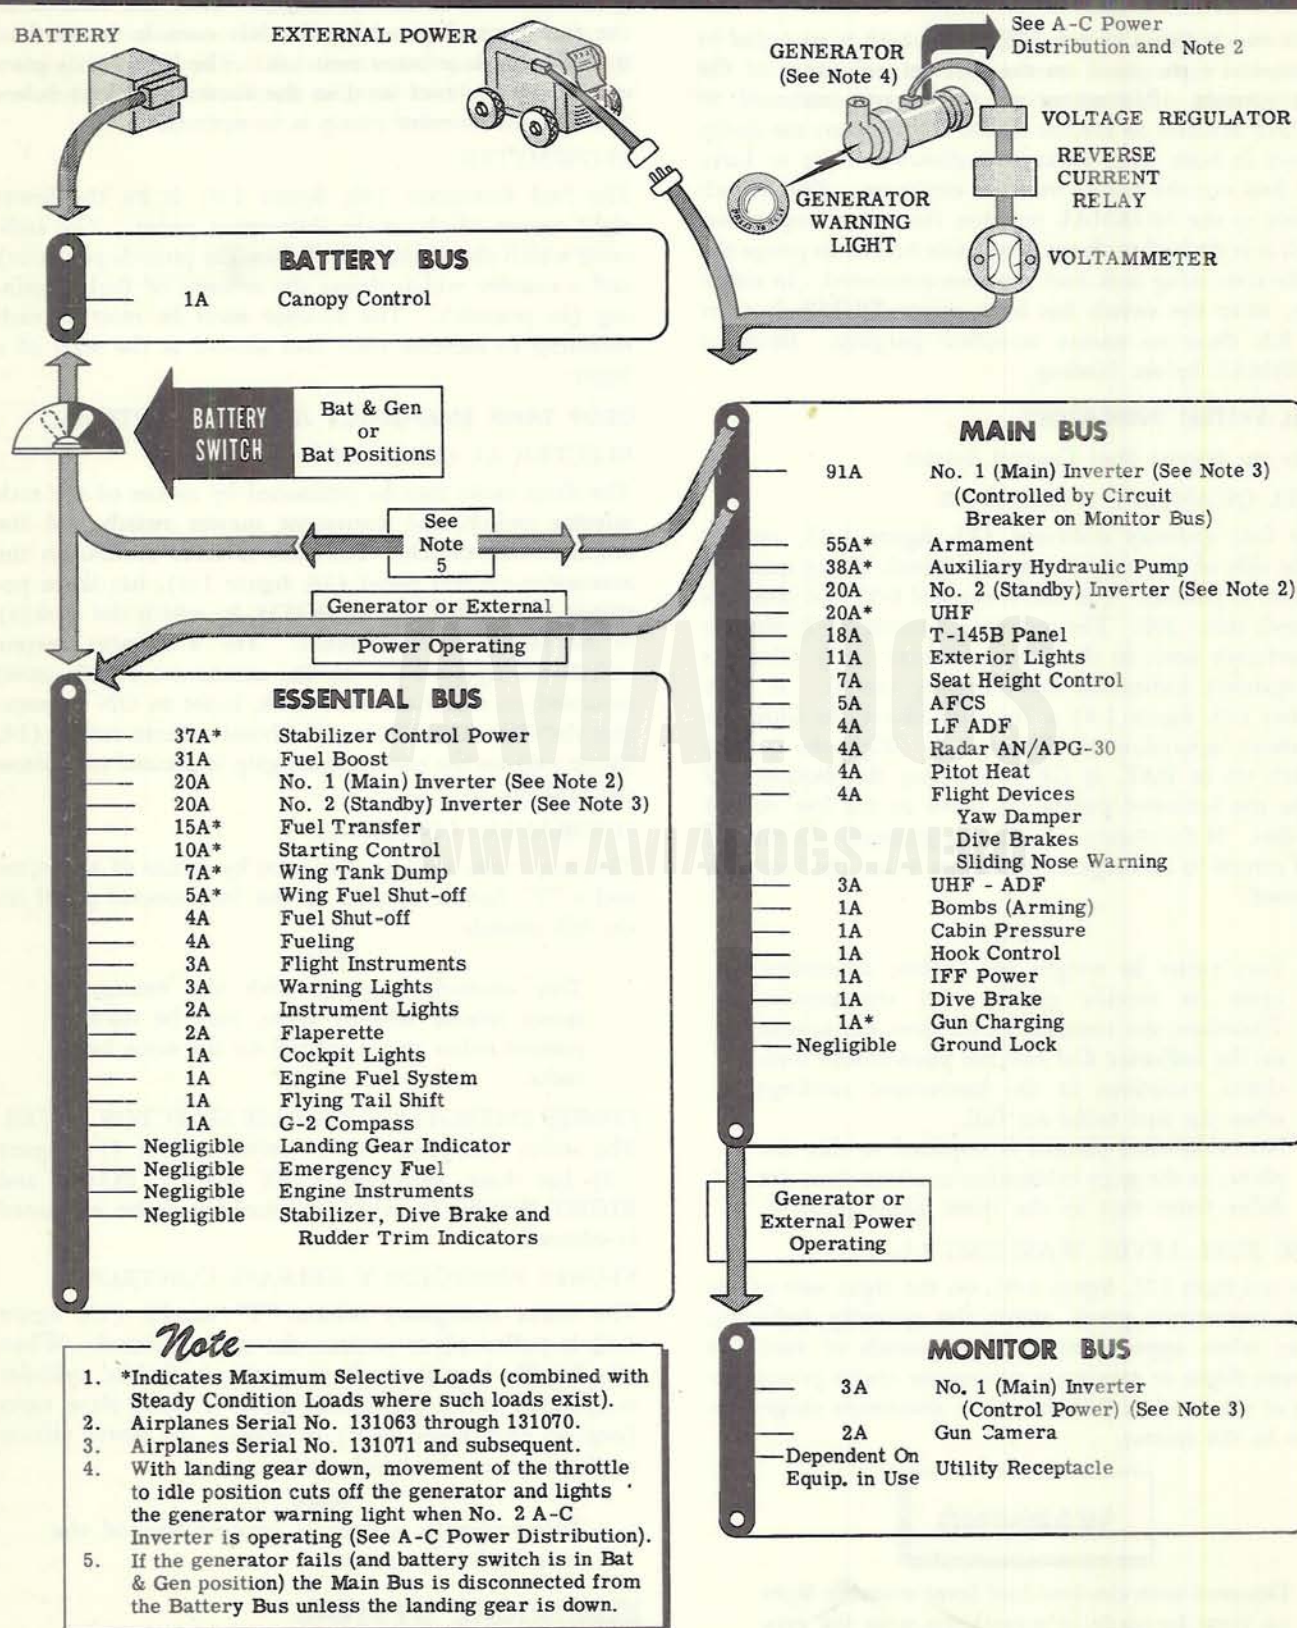 BATTERY
EXTERNAL POWER
GENERATOR
(See Note 4)
See A-C Power
Distribution and Note 2
VOLTAGE REGULATOR
REVERSE
CURRENT
RELAY
GENERATOR
WARNING
LIGHT
VOLTAMMETER
BATTERY BUS
1A Canopy Control
BATTERY
SWITCH
Bat & Gen
or
Bat Positions
See
Note
5
Generator or External
Power Operating
ESSENTIAL BUS
37A* Stabilizer Control Power
31A Fuel Boost
20A No. 1 (Main) Inverter (See Note 2)
20A No. 2 (Standby) Inverter (See Note 3)
15A* Fuel Transfer
10A* Starting Control
7A* Wing Tank Dump
5A* Wing Fuel Shut-off
4A Fuel Shut-off
4A Fueling
3A Flight Instruments
3A Warning Lights
2A Instrument Lights
2A Flaperette
1A Cockpit Lights
1A Engine Fuel System
1A Flying Tail Shift
1A G-2 Compass
Negligible Landing Gear Indicator
Negligible Emergency Fuel
Negligible Engine Instruments
Negligible Stabilizer, Dive Brake and
Rudder Trim Indicators
MAIN BUS
91A No. 1 (Main) Inverter (See Note 3)
(Controlled by Circuit
Breaker on Monitor Bus)
55A* Armament
38A* Auxiliary Hydraulic Pump
20A No. 2 (Standby) Inverter (See Note 2)
20A* UHF
18A T-145B Panel
11A Exterior Lights
7A Seat Height Control
5A AFCS
4A LF ADF
4A Radar AN/APG-30
4A Pitot Heat
4A Flight Devices
Yaw Damper
Dive Brakes
Sliding Nose Warning
3A UHF - ADF
1A Bombs (Arming)
1A Cabin Pressure
1A Hook Control
1A IFF Power
1A Dive Brake
1A* Gun Charging
Negligible Ground Lock
Generator or
External Power
Operating
MONITOR BUS
3A No. 1 (Main) Inverter
(Control Power) (See Note 3)
2A Gun Camera
Dependent On
Equip. in Use Utility Receptacle
Note
1. *Indicates Maximum Selective Loads (combined with
Steady Condition Loads where such loads exist).
2. Airplanes Serial No. 131063 through 131070.
3. Airplanes Serial No. 131071 and subsequent.
4. With landing gear down, movement of the throttle
to idle position cuts off the generator and lights
the generator warning light when No. 2 A-C
Inverter is operating (See A-C Power Distribution).
5. If the generator fails (and battery switch is in Bat
& Gen position) the Main Bus is disconnected from
the Battery Bus unless the landing gear is down.
AVIALOGS